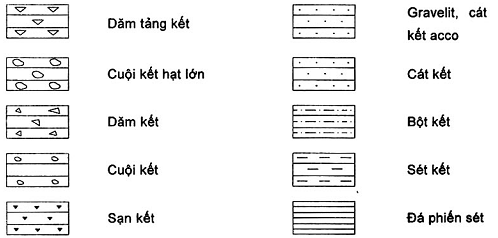 Dăm tảng kết
Cuội kết hạt lớn
Dăm kết
Cuội kết
Sạn kết
Gravelit, cát
kết acco
Cát kết
Bột kết
Sét kết
Đá phiến sét